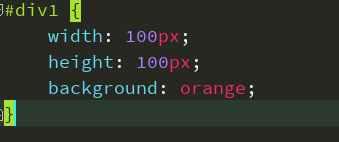 #div1 {
    width: 100px;
    height: 100px;
    background: orange;
}